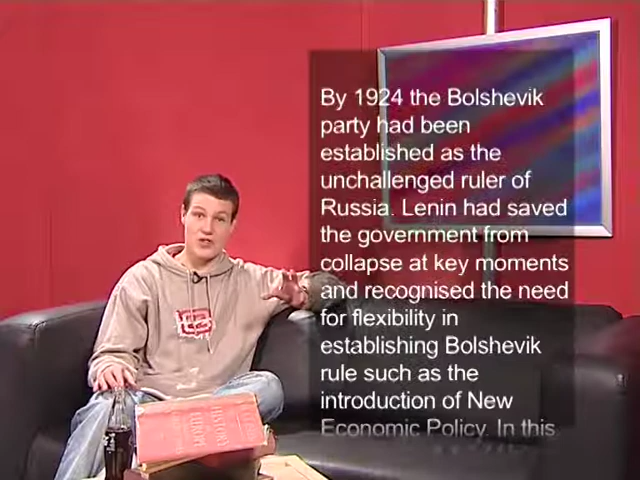 By 1924 the Bolshevik
party had been
established as the
unchallenged ruler of
Russia. Lenin had saved
the government from
collapse at key moments
and recognised the need
for flexibility in
establishing Bolshevik
rule such as the
introduction of New
Economic Policy. In this
HISTORY
EUROPE